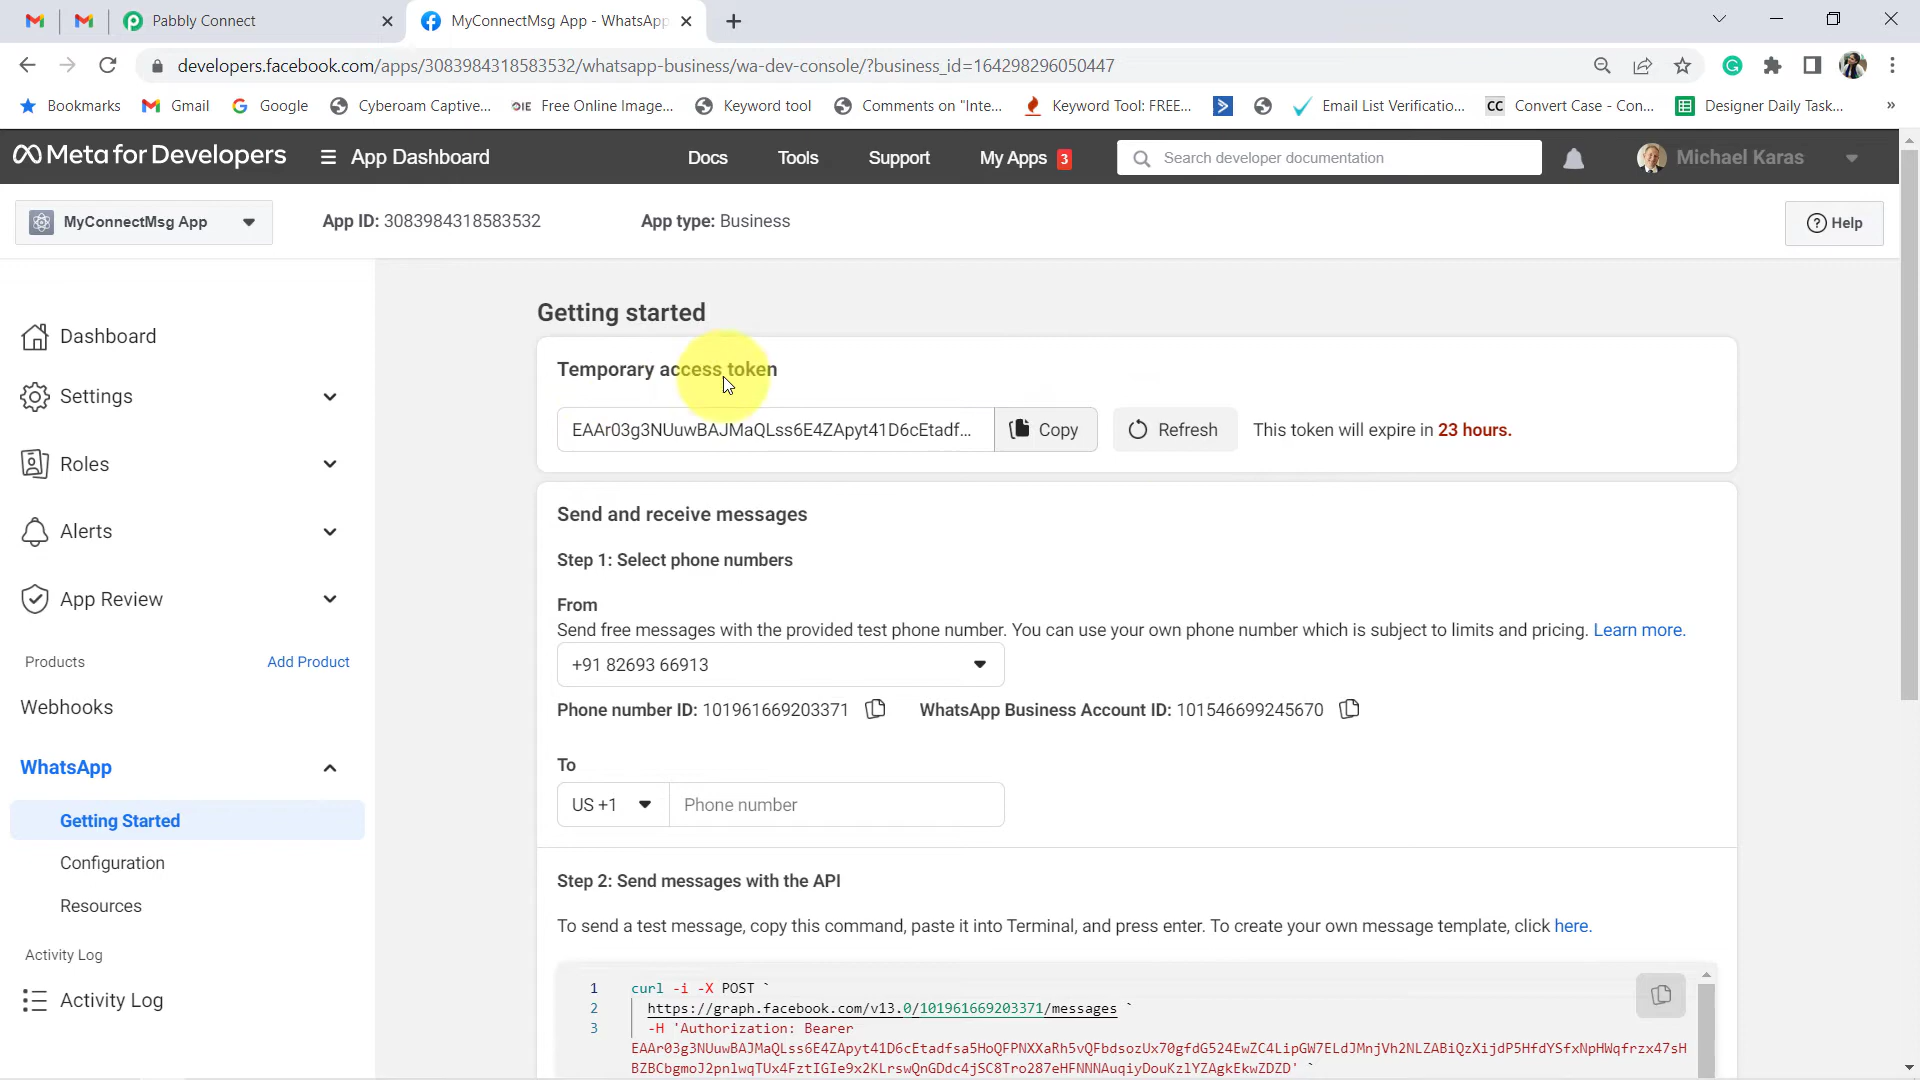 Pabbly Connect
MyConnectMsg App - WhatsApp
developers.facebook.com/apps/3083984318583532/whatsapp-business/wa-dev-console/?business_id=164298296050447
Bookmarks Gmail Google Cyberoam Captive... OIE Free Online Image... Keyword tool Comments on "Inte... Keyword Tool: FREE... Email List Verificatio... CC Convert Case - Con... Designer Daily Task... »
Meta for Developers App Dashboard Docs Tools Support My Apps 3 Search developer documentation Michael Karas
MyConnectMsg App App ID: 3083984318583532 App type: Business Help
Dashboard
Settings
Roles
Alerts
App Review
Products Add Product
Webhooks
WhatsApp
Getting Started
Configuration
Resources
Activity Log
Activity Log
Getting started
Temporary access token
EAAr03g3NUuwBAJMaQLss6E4ZApyt41D6cEtadf... Copy Refresh This token will expire in 23 hours.
Send and receive messages
Step 1: Select phone numbers
From
Send free messages with the provided test phone number. You can use your own phone number which is subject to limits and pricing. Learn more.
+91 82693 66913
Phone number ID: 101961669203371 WhatsApp Business Account ID: 101546699245670
To
US +1 Phone number
Step 2: Send messages with the API
To send a test message, copy this command, paste it into Terminal, and press enter. To create your own message template, click here.
1 curl -i -X POST `
2 https://graph.facebook.com/v13.0/101961669203371/messages `
3 -H 'Authorization: Bearer
EAAr03g3NUuwBAJMaQLss6E4ZApyt41D6cEtadfsa5HoQFPNXXaRh5vQFbdsozUx70gfdG524EwZC4LipGW7ELdJMnjVh2NLZABiQzXijdP5HfdYSfxNpHWqfrzx47sH
BZBCbgmoJ2pnlwqTUx4FztIGIe9x2KLrswQnGDdc4jSC8Tro287eHFNNNAuqiyDouKzlYZAgkEkwZDZD' `